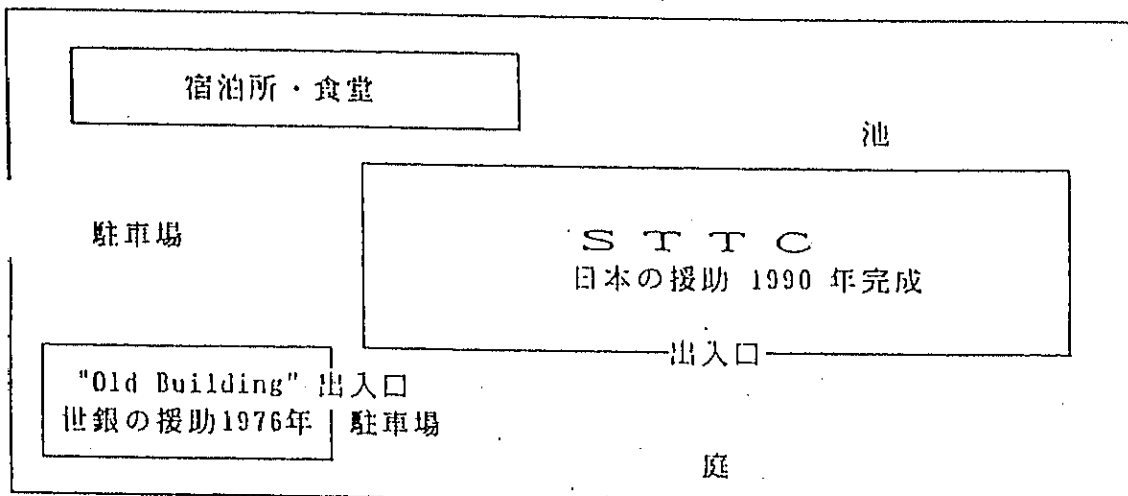 宿泊所・食堂
池
駐車場
STTC
日本の援助 1990 年完成
出入口
"Old Building" 出入口
世銀の援助1976年 駐車場
庭